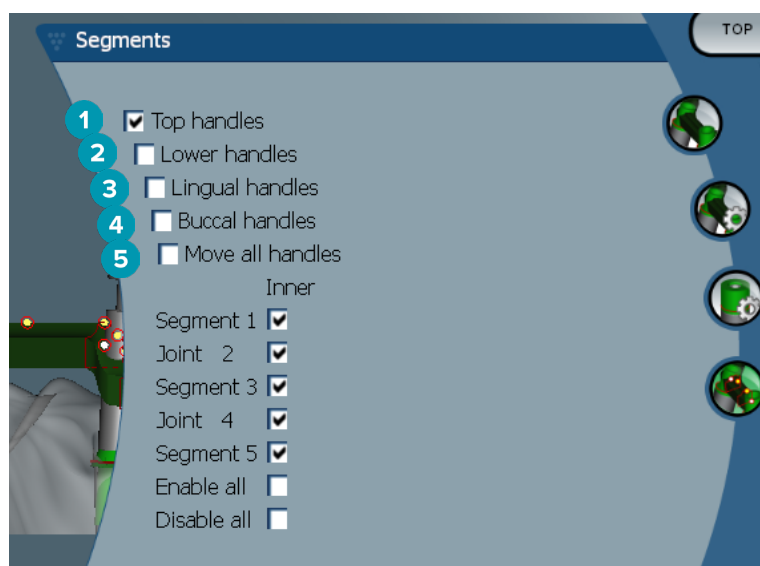 Segments
TOP
1 Top handles
2 Lower handles
3 Lingual handles
4 Buccal handles
5 Move all handles
Inner
Segment 1
Joint 2
Segment 3
Joint 4
Segment 5
Enable all
Disable all